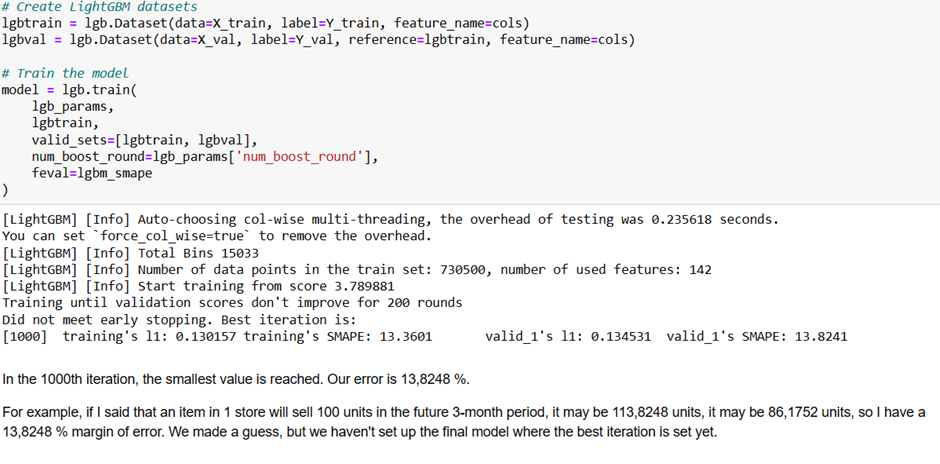 # Create LightGBM datasets
lgbtrain = lgb.Dataset(data=X_train, label=Y_train, feature_name=cols)
lgbval = lgb.Dataset(data=X_val, label=Y_val, reference=lgbtrain, feature_name=cols)

# Train the model
model = lgb.train(
    lgb_params,
    lgbtrain,
    valid_sets=[lgbtrain, lgbval],
    num_boost_round=lgb_params['num_boost_round'],
    feval=lgbm_smape
)
[LightGBM] [Info] Auto-choosing col-wise multi-threading, the overhead of testing was 0.235618 seconds.
You can set `force_col_wise=true` to remove the overhead.
[LightGBM] [Info] Total Bins 15033
[LightGBM] [Info] Number of data points in the train set: 730500, number of used features: 142
[LightGBM] [Info] Start training from score 3.789881
Training until validation scores don't improve for 200 rounds
Did not meet early stopping. Best iteration is:
[1000]  training's l1: 0.130157 training's SMAPE: 13.3601       valid_1's l1: 0.134531  valid_1's SMAPE: 13.8241
In the 1000th iteration, the smallest value is reached. Our error is 13,8248 %.
For example, if I said that an item in 1 store will sell 100 units in the future 3-month period, it may be 113,8248 units, it may be 86,1752 units, so I have a
13,8248 % margin of error. We made a guess, but we haven't set up the final model where the best iteration is set yet.